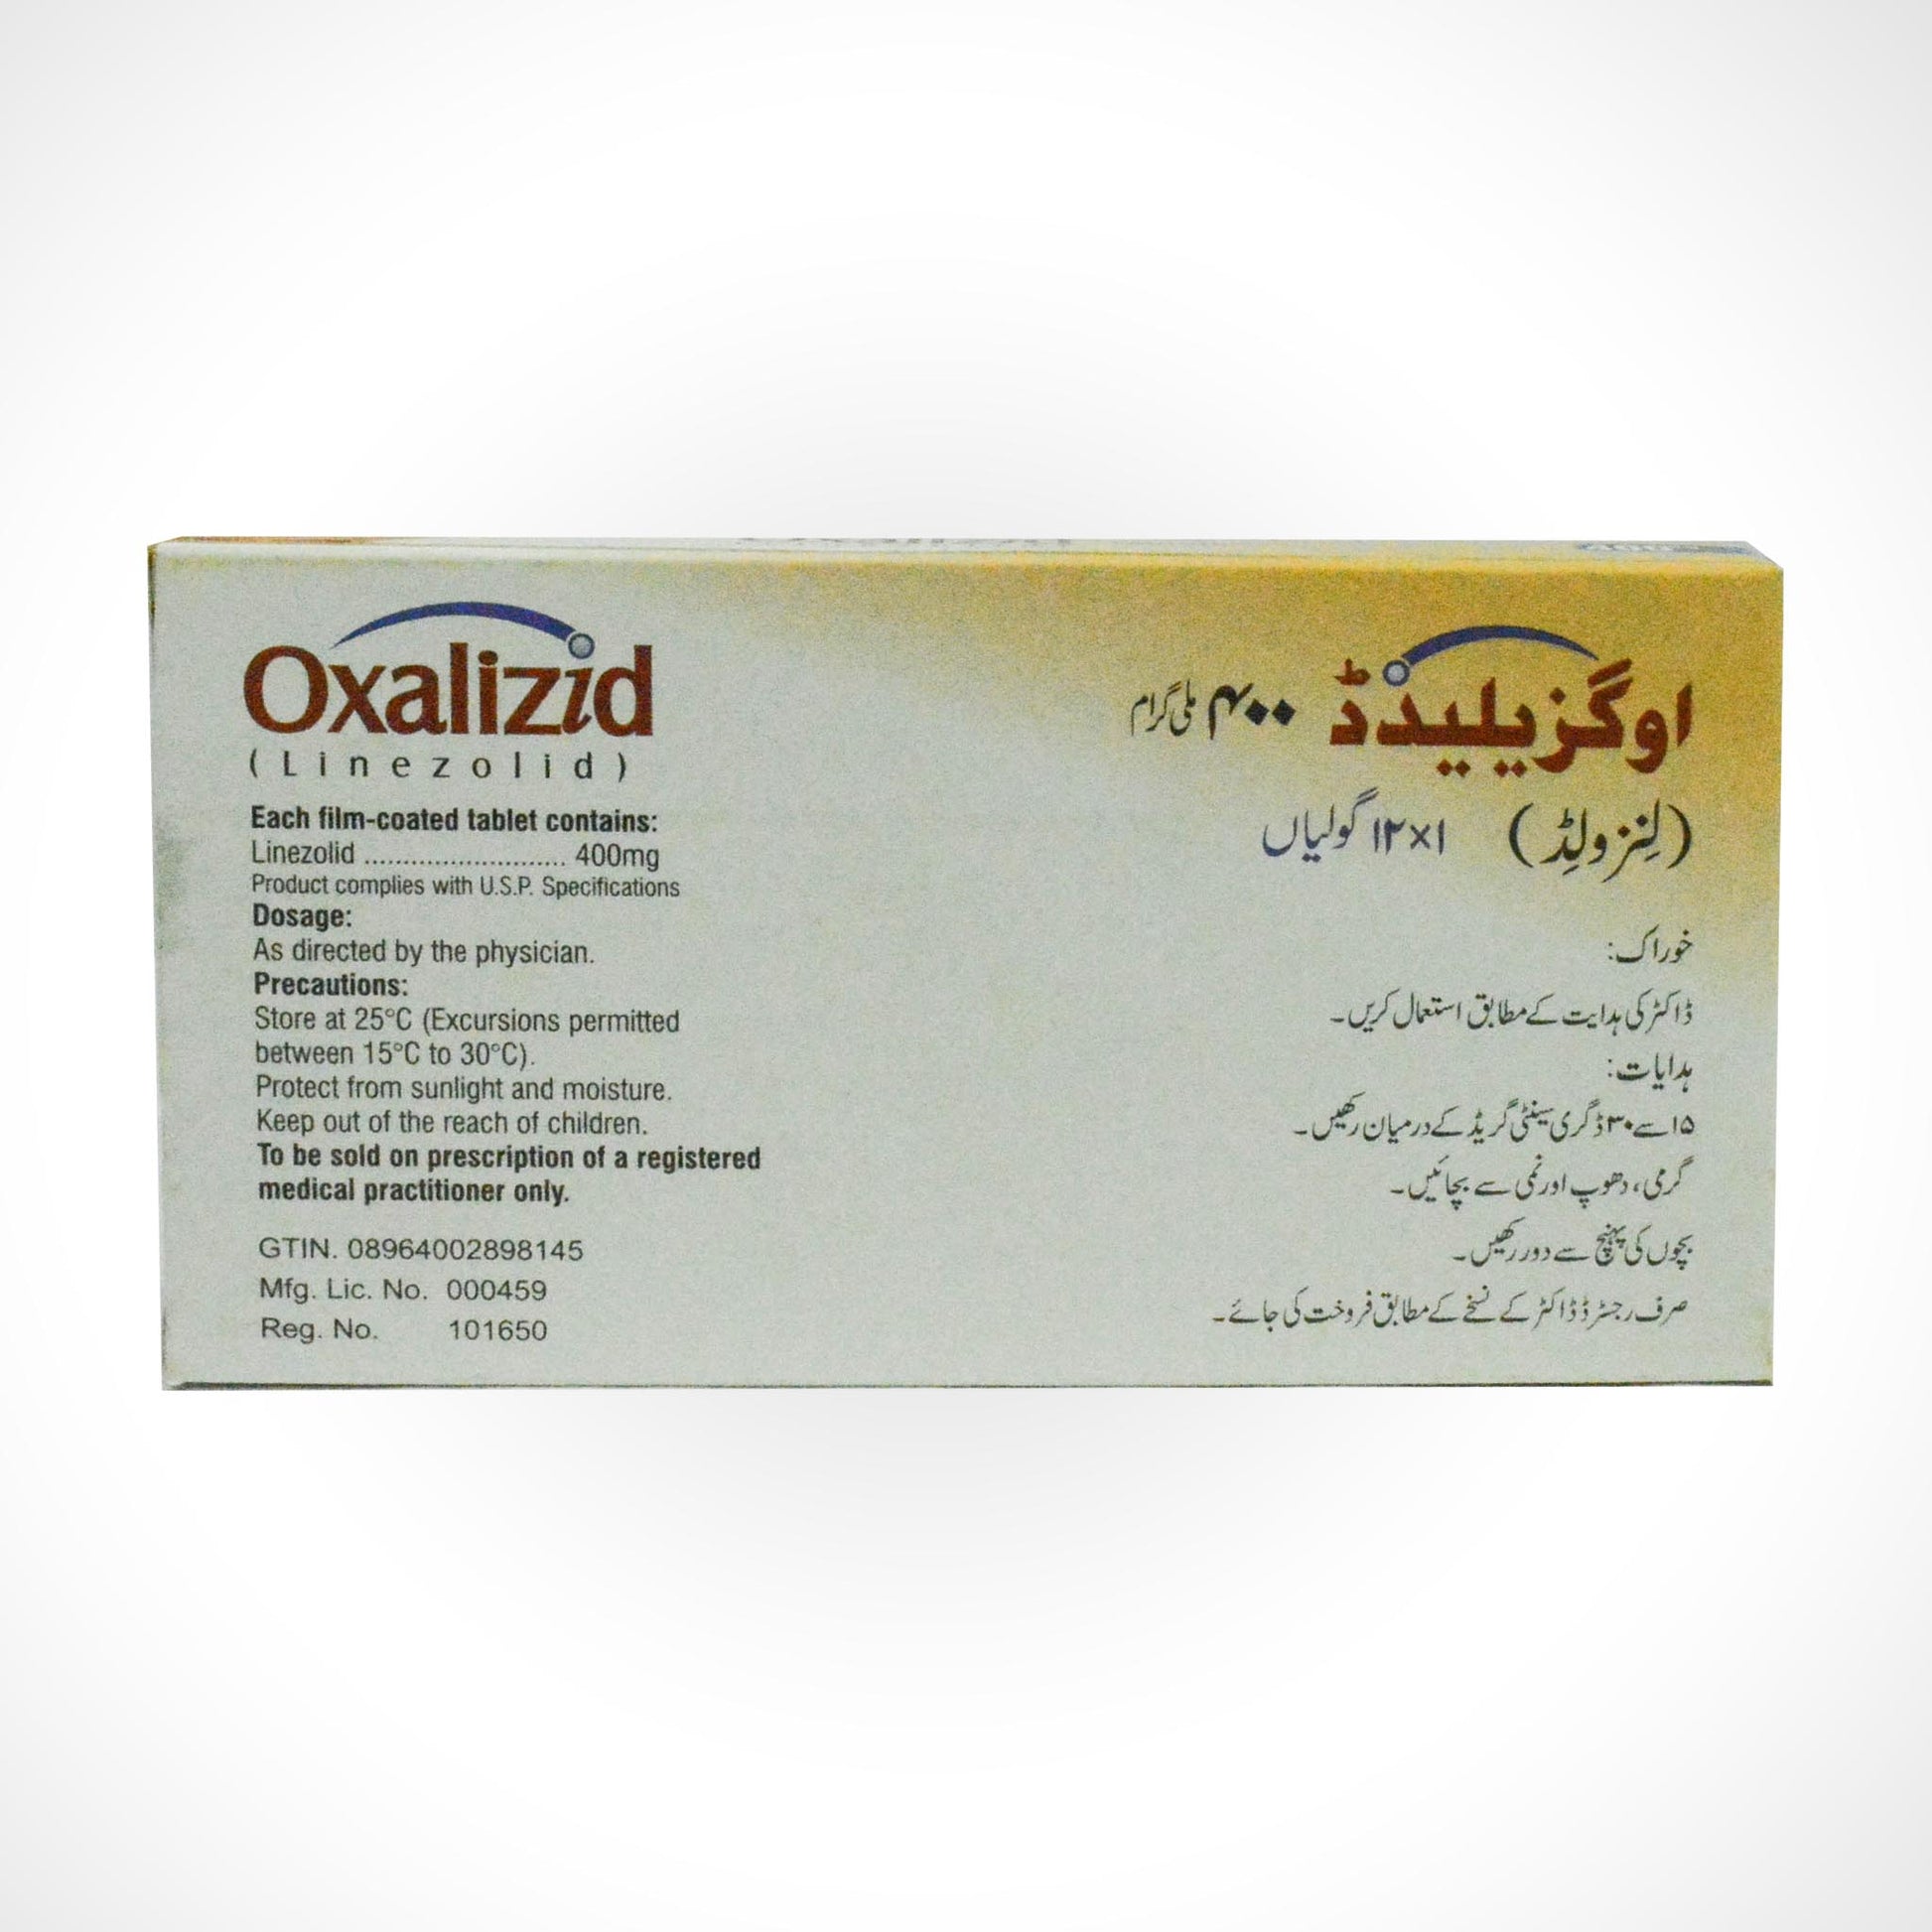 Oxalizid
(Linezolid)
Each film-coated tablet contains:
Linezolid .......................... 400mg
Product complies with U.S.P. Specifications
Dosage:
As directed by the physician.
Precautions:
Store at 25°C (Excursions permitted
between 15°C to 30°C).
Protect from sunlight and moisture.
Keep out of the reach of children.
To be sold on prescription of a registered
medical practitioner only.
GTIN. 08964002898145
Mfg. Lic. No. 000459
Reg. No. 101650
اوگزیلیذڈ ۴۰۰ ملی گرام
(لِنزولِڈ) ۱×۱۲ گولیاں
خوراک:
ڈاکٹر کی ہدایت کے مطابق استعمال کریں۔
ہدایات:
۱۵ سے ۳۰ ڈگری سینٹی گریڈ کے درمیان رکھیں۔
گرمی، دھوپ اور نمی سے بچائیں۔
بچوں کی پہنچ سے دور رکھیں۔
صرف رجسٹرڈ ڈاکٹر کے نسخے کے مطابق فروخت کی جائے۔